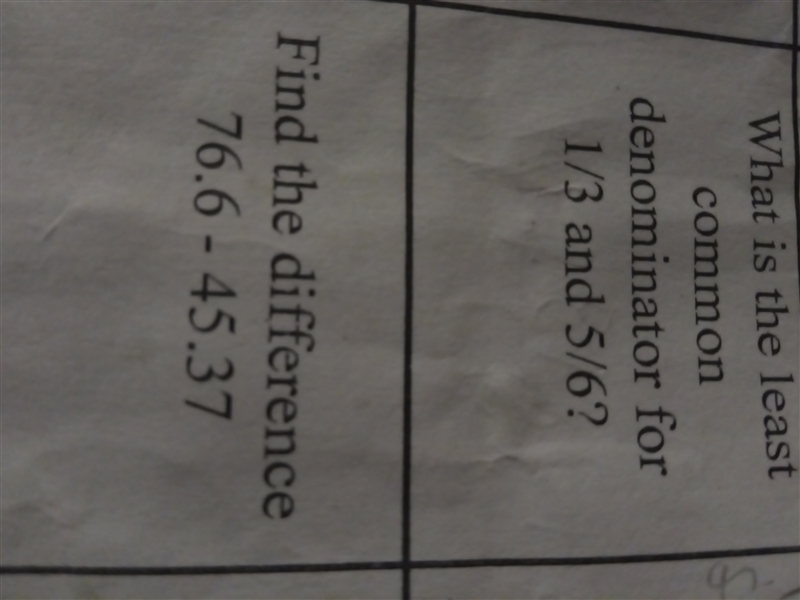 What is the least
common
denominator for
1/3 and 5/6?
Find the difference
76.6 - 45.37